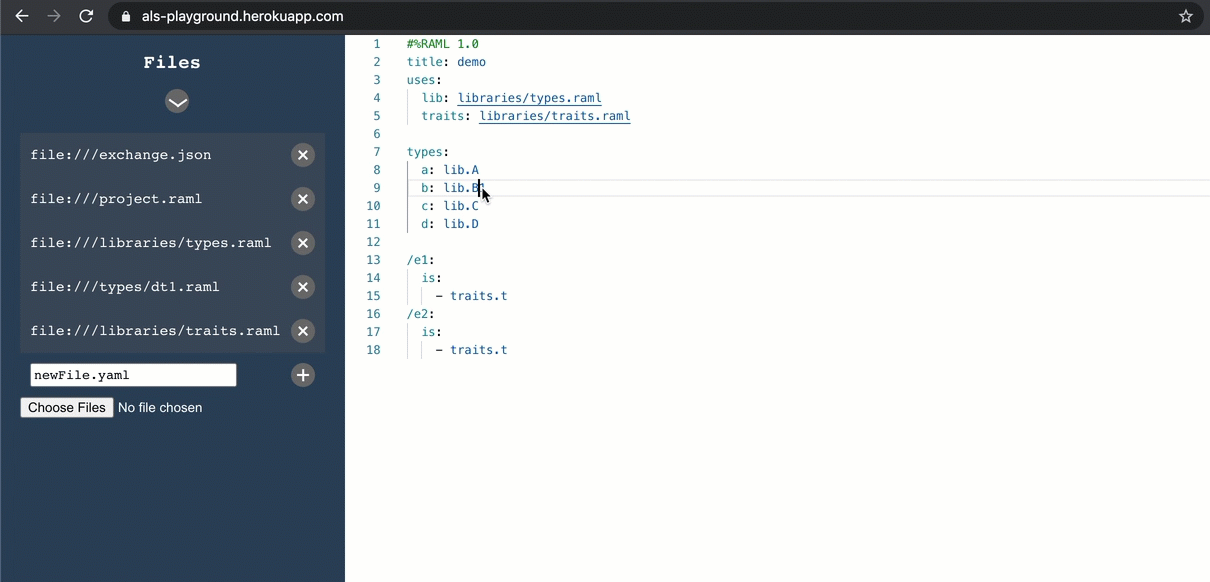 als-playground.herokuapp.com
Files
file:///exchange.json
file:///project.raml
file:///libraries/types.raml
file:///types/dt1.raml
file:///libraries/traits.raml
newFile.yaml
Choose Files No file chosen
1 #%RAML 1.0
2 title: demo
3 uses:
4 lib: libraries/types.raml
5 traits: libraries/traits.raml
6
7 types:
8 a: lib.A
9 b: lib.B
10 c: lib.C
11 d: lib.D
12
13 /e1:
14 is:
15 - traits.t
16 /e2:
17 is:
18 - traits.t